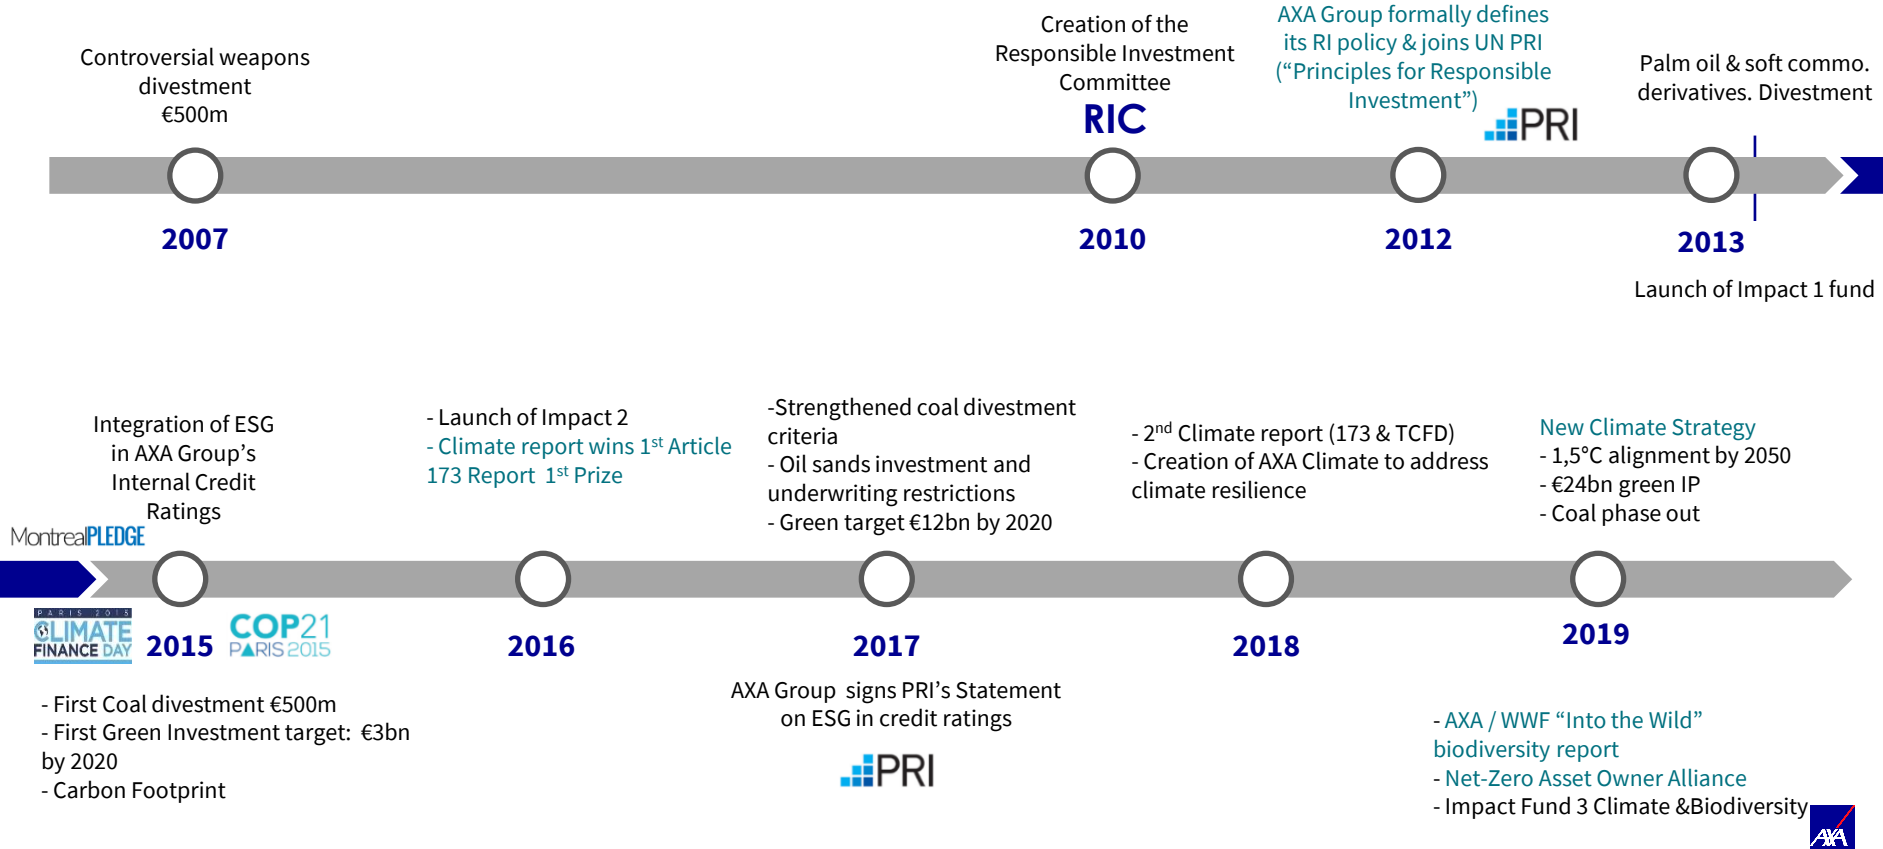 Controversial weapons
divestment
€500m
2007
Creation of the
Responsible Investment
Committee
RIC
2010
AXA Group formally defines
its RI policy & joins UN PRI
(“Principles for Responsible
Investment”)
PRI
2012
Palm oil & soft commo.
derivatives. Divestment
2013
Launch of Impact 1 fund
Integration of ESG
in AXA Group’s
Internal Credit
Ratings
MontrealPLEDGE
PARIS 2015
CLIMATE
FINANCE DAY
2015
COP21
PARIS 2015
- First Coal divestment €500m
- First Green Investment target:  €3bn
by 2020
- Carbon Footprint
- Launch of Impact 2
- Climate report wins 1st Article
173 Report  1st Prize
2016
-Strengthened coal divestment
criteria
- Oil sands investment and
underwriting restrictions
- Green target €12bn by 2020
2017
AXA Group  signs PRI’s Statement
on ESG in credit ratings
PRI
- 2nd Climate report (173 & TCFD)
- Creation of AXA Climate to address
climate resilience
2018
New Climate Strategy
- 1,5°C alignment by 2050
- €24bn green IP
- Coal phase out
2019
- AXA / WWF “Into the Wild”
biodiversity report
- Net-Zero Asset Owner Alliance
- Impact Fund 3 Climate &Biodiversity
AXA